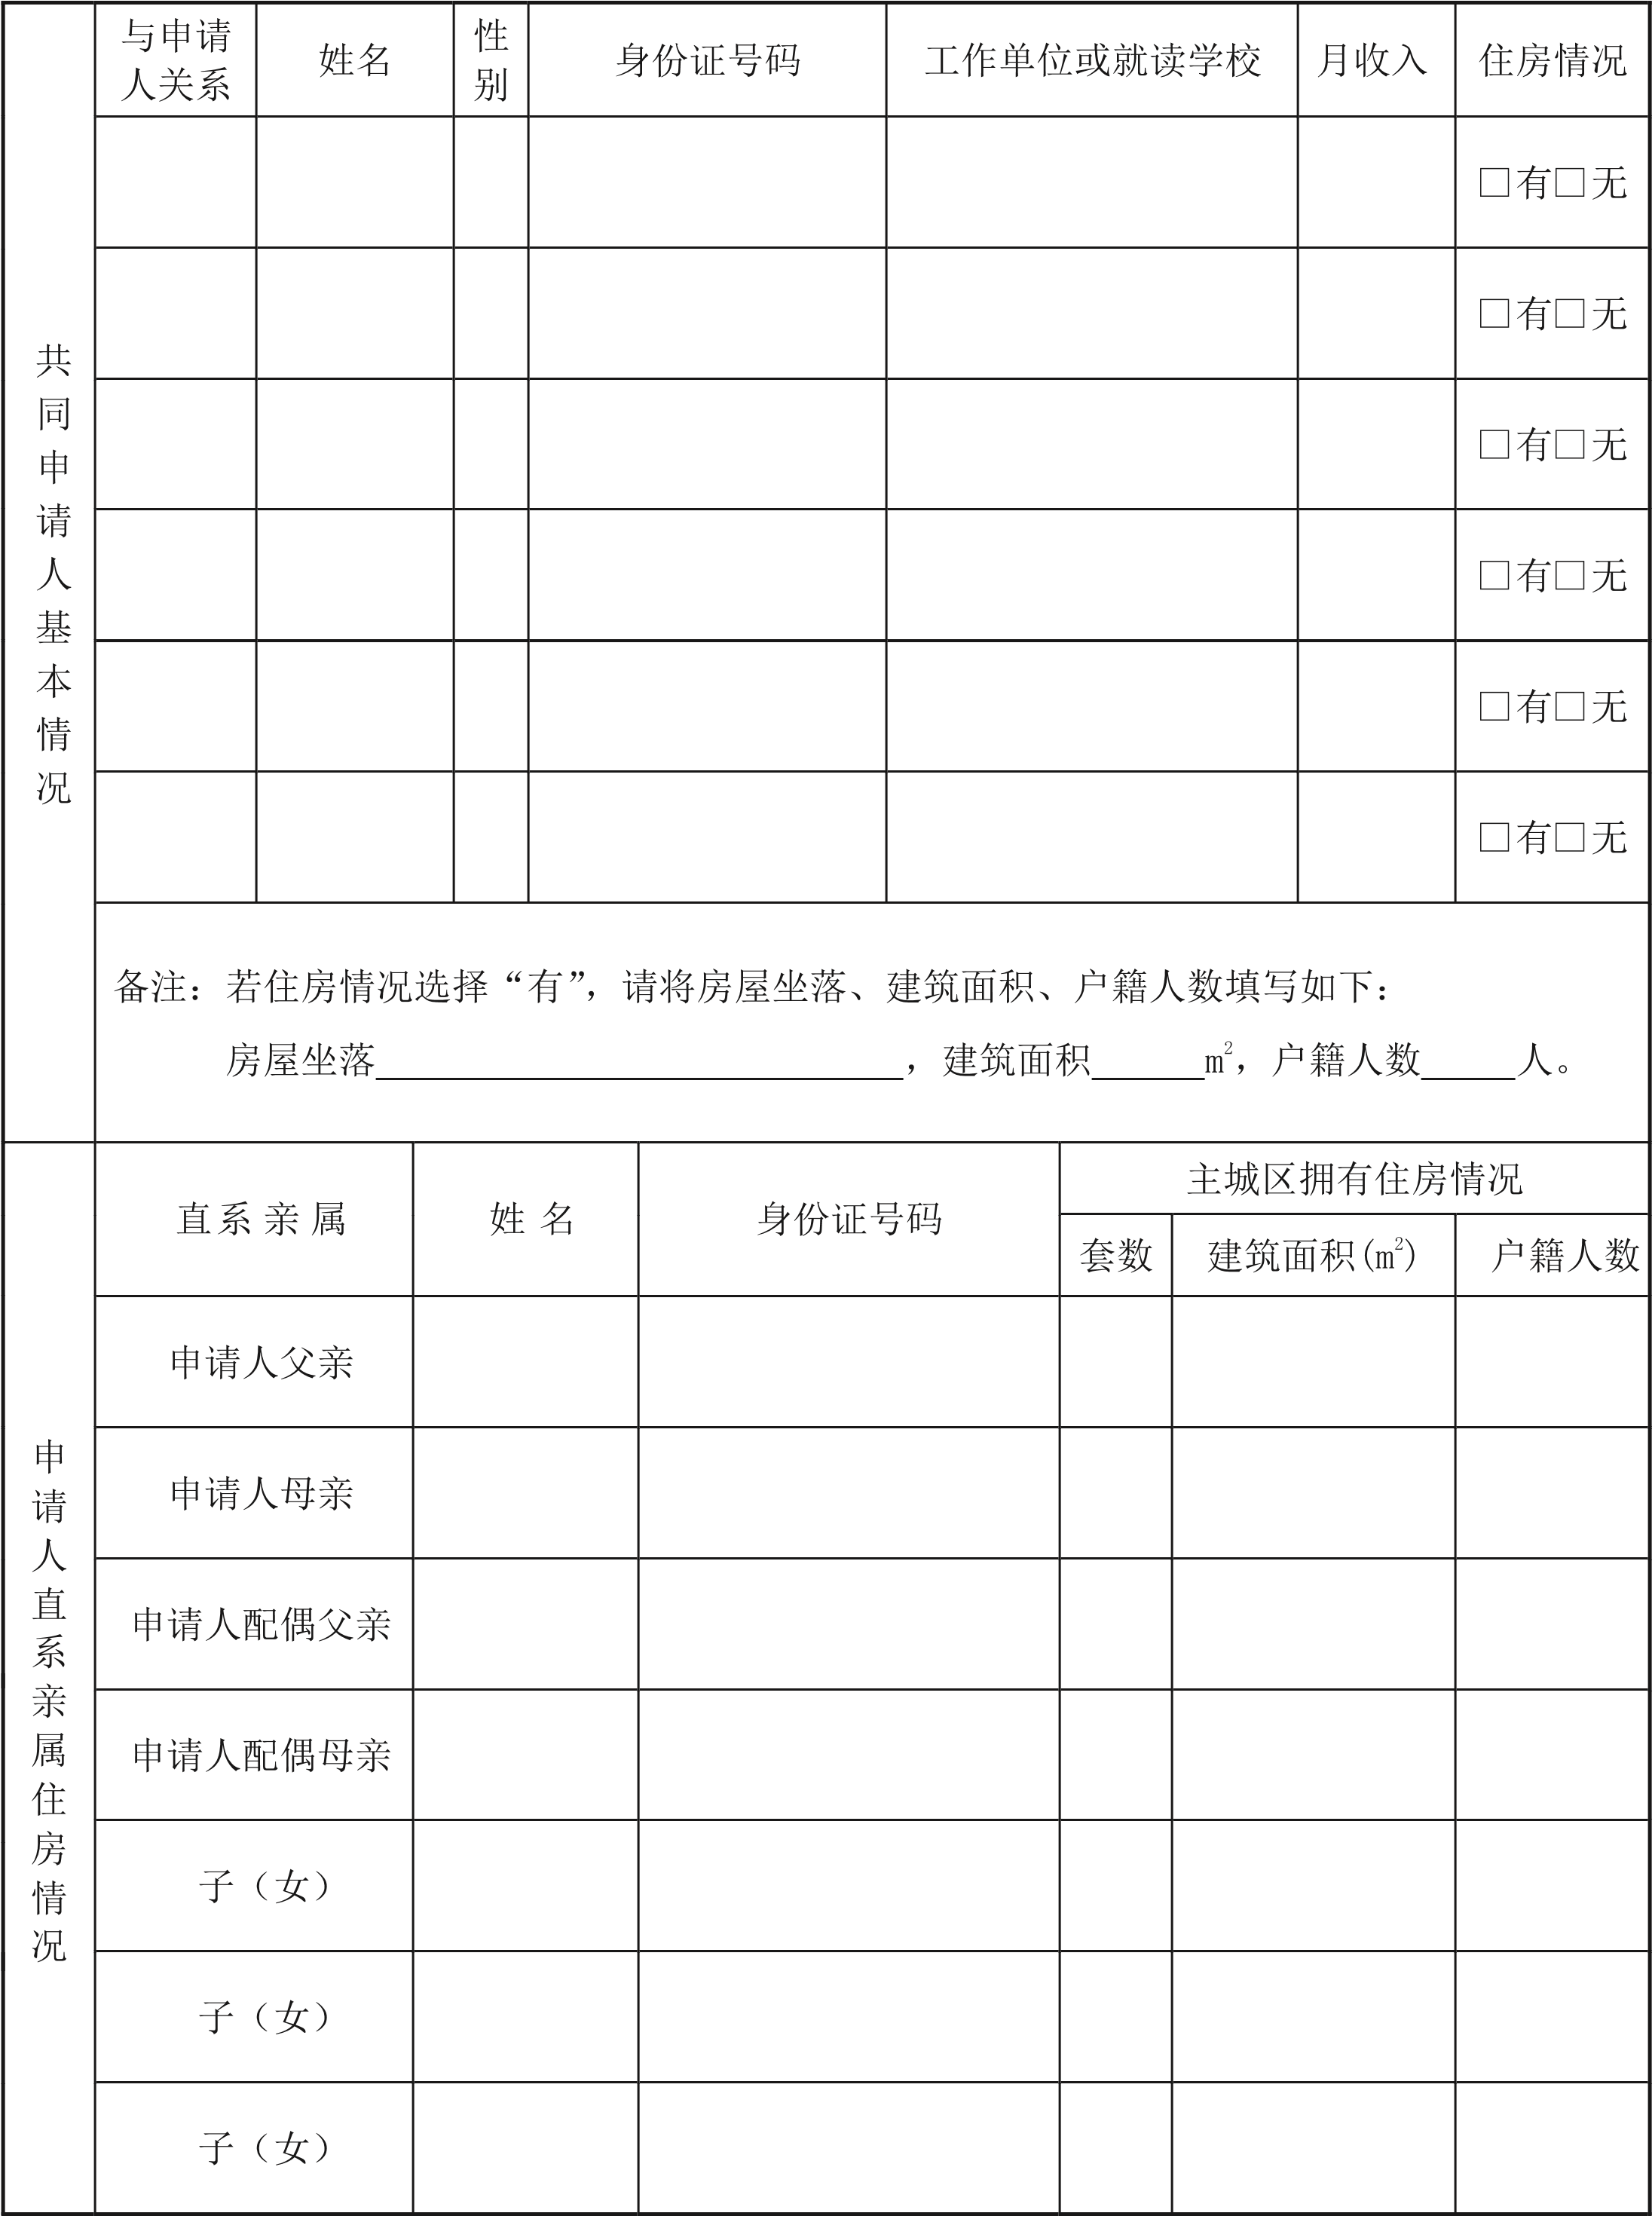 共同申请人基本情况
与申请人关系 姓名 性别 身份证号码 工作单位或就读学校 月收入 住房情况
□有□无
□有□无
□有□无
□有□无
□有□无
□有□无
备注：若住房情况选择“有”，请将房屋坐落、建筑面积、户籍人数填写如下：
房屋坐落______，建筑面积______m²，户籍人数______人。
申请人直系亲属住房情况
直系亲属 姓名 身份证号码 主城区拥有住房情况
套数 建筑面积(m²) 户籍人数
申请人父亲
申请人母亲
申请人配偶父亲
申请人配偶母亲
子（女）
子（女）
子（女）